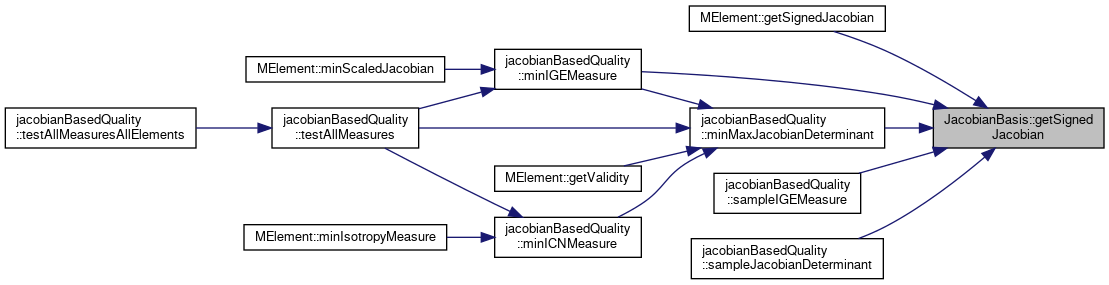 MElement::getSignedJacobian
jacobianBasedQuality
::minIGEMeasure
MElement::minScaledJacobian
jacobianBasedQuality
::testAllMeasuresAllElements
jacobianBasedQuality
::testAllMeasures
jacobianBasedQuality
::minMaxJacobianDeterminant
JacobianBasis::getSigned
Jacobian
MElement::getValidity
jacobianBasedQuality
::sampleIGEMeasure
MElement::minIsotropyMeasure
jacobianBasedQuality
::minICNMeasure
jacobianBasedQuality
::sampleJacobianDeterminant